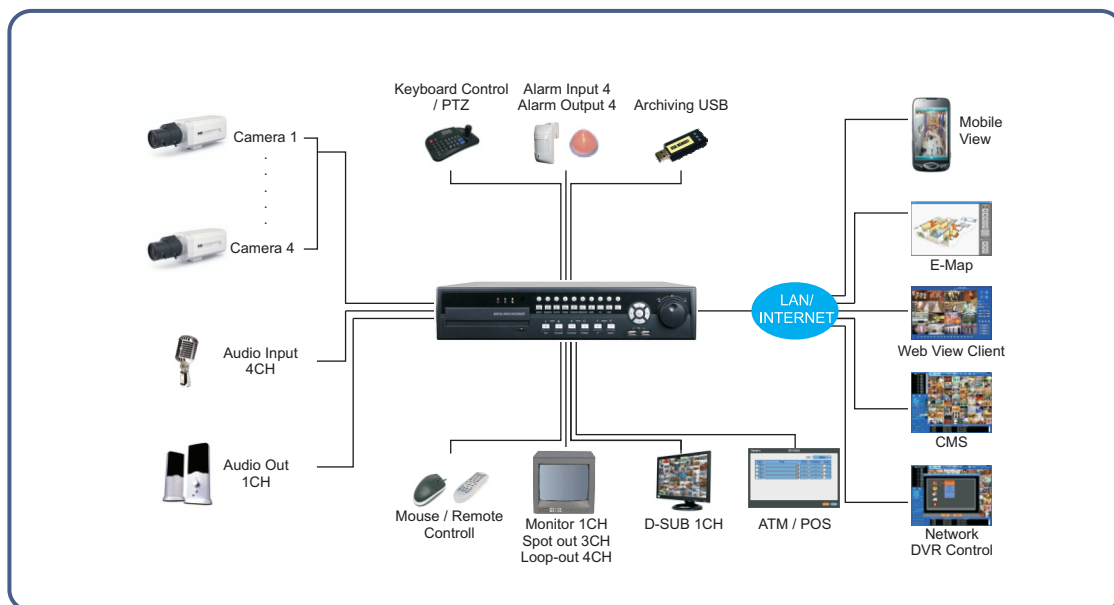 Keyboard Control
/ PTZ
Alarm Input 4
Alarm Output 4
Archiving USB
Camera 1
Camera 4
Mobile
View
E-Map
LAN/
INTERNET
Web View Client
Audio Input
4CH
CMS
Audio Out
1CH
Mouse / Remote
Controll
Monitor 1CH
Spot out 3CH
Loop-out 4CH
D-SUB 1CH
ATM / POS
Network
DVR Control